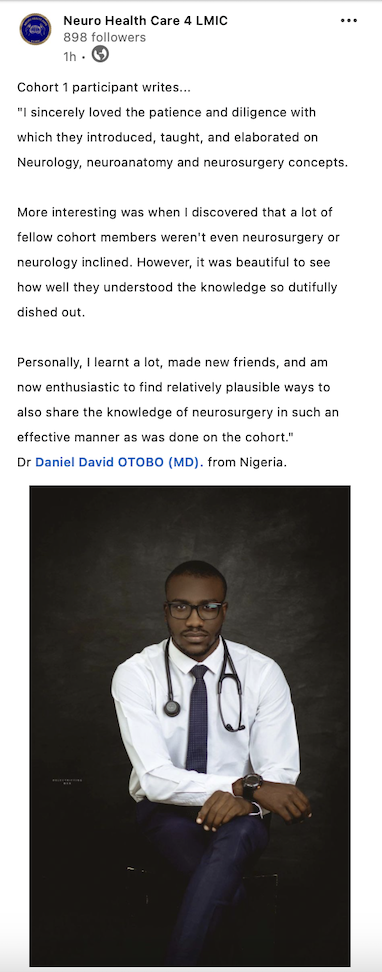 Neuro Health Care 4 LMIC
898 followers
1h •
Cohort 1 participant writes...
"I sincerely loved the patience and diligence with
which they introduced, taught, and elaborated on
Neurology, neuroanatomy and neurosurgery concepts.
More interesting was when I discovered that a lot of
fellow cohort members weren't even neurosurgery or
neurology inclined. However, it was beautiful to see
how well they understood the knowledge so dutifully
dished out.
Personally, I learnt a lot, made new friends, and am
now enthusiastic to find relatively plausible ways to
also share the knowledge of neurosurgery in such an
effective manner as was done on the cohort."
Dr Daniel David OTOBO (MD). from Nigeria.